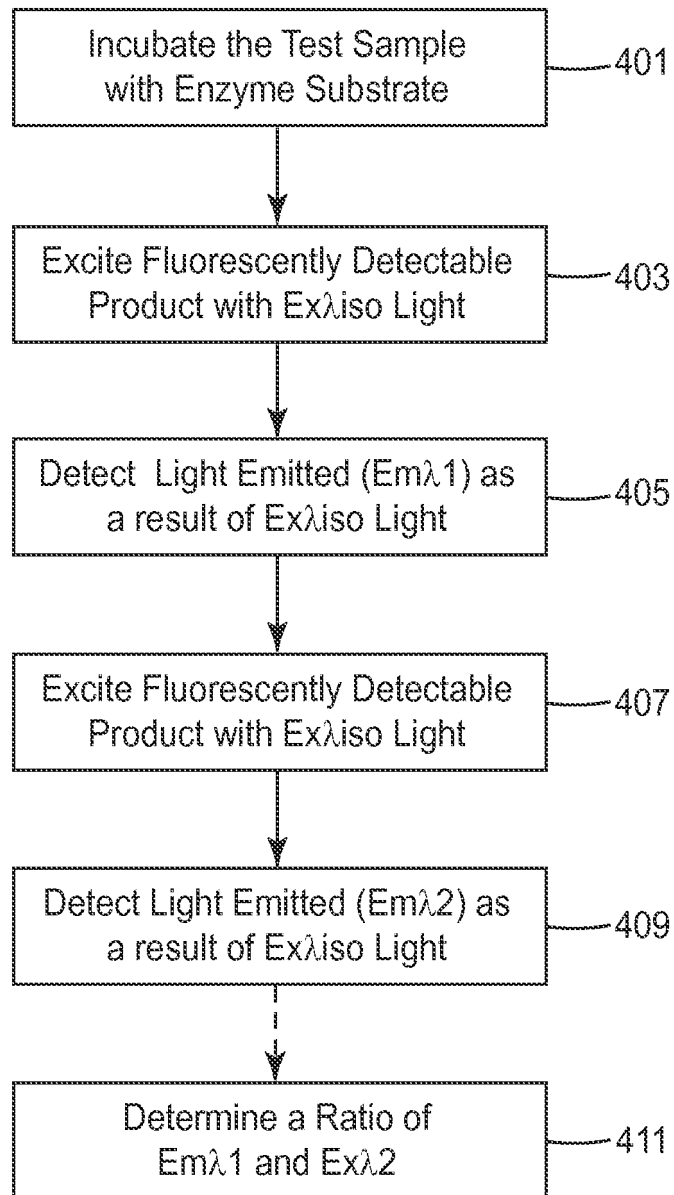 Incubate the Test Sample
with Enzyme Substrate
401
Excite Fluorescently Detectable
Product with Exλiso Light
403
Detect Light Emitted (Emλ1) as
a result of Exλiso Light
405
Excite Fluorescently Detectable
Product with Exλiso Light
407
Detect Light Emitted (Emλ2) as
a result of Exλiso Light
409
Determine a Ratio of
Emλ1 and Exλ2
411